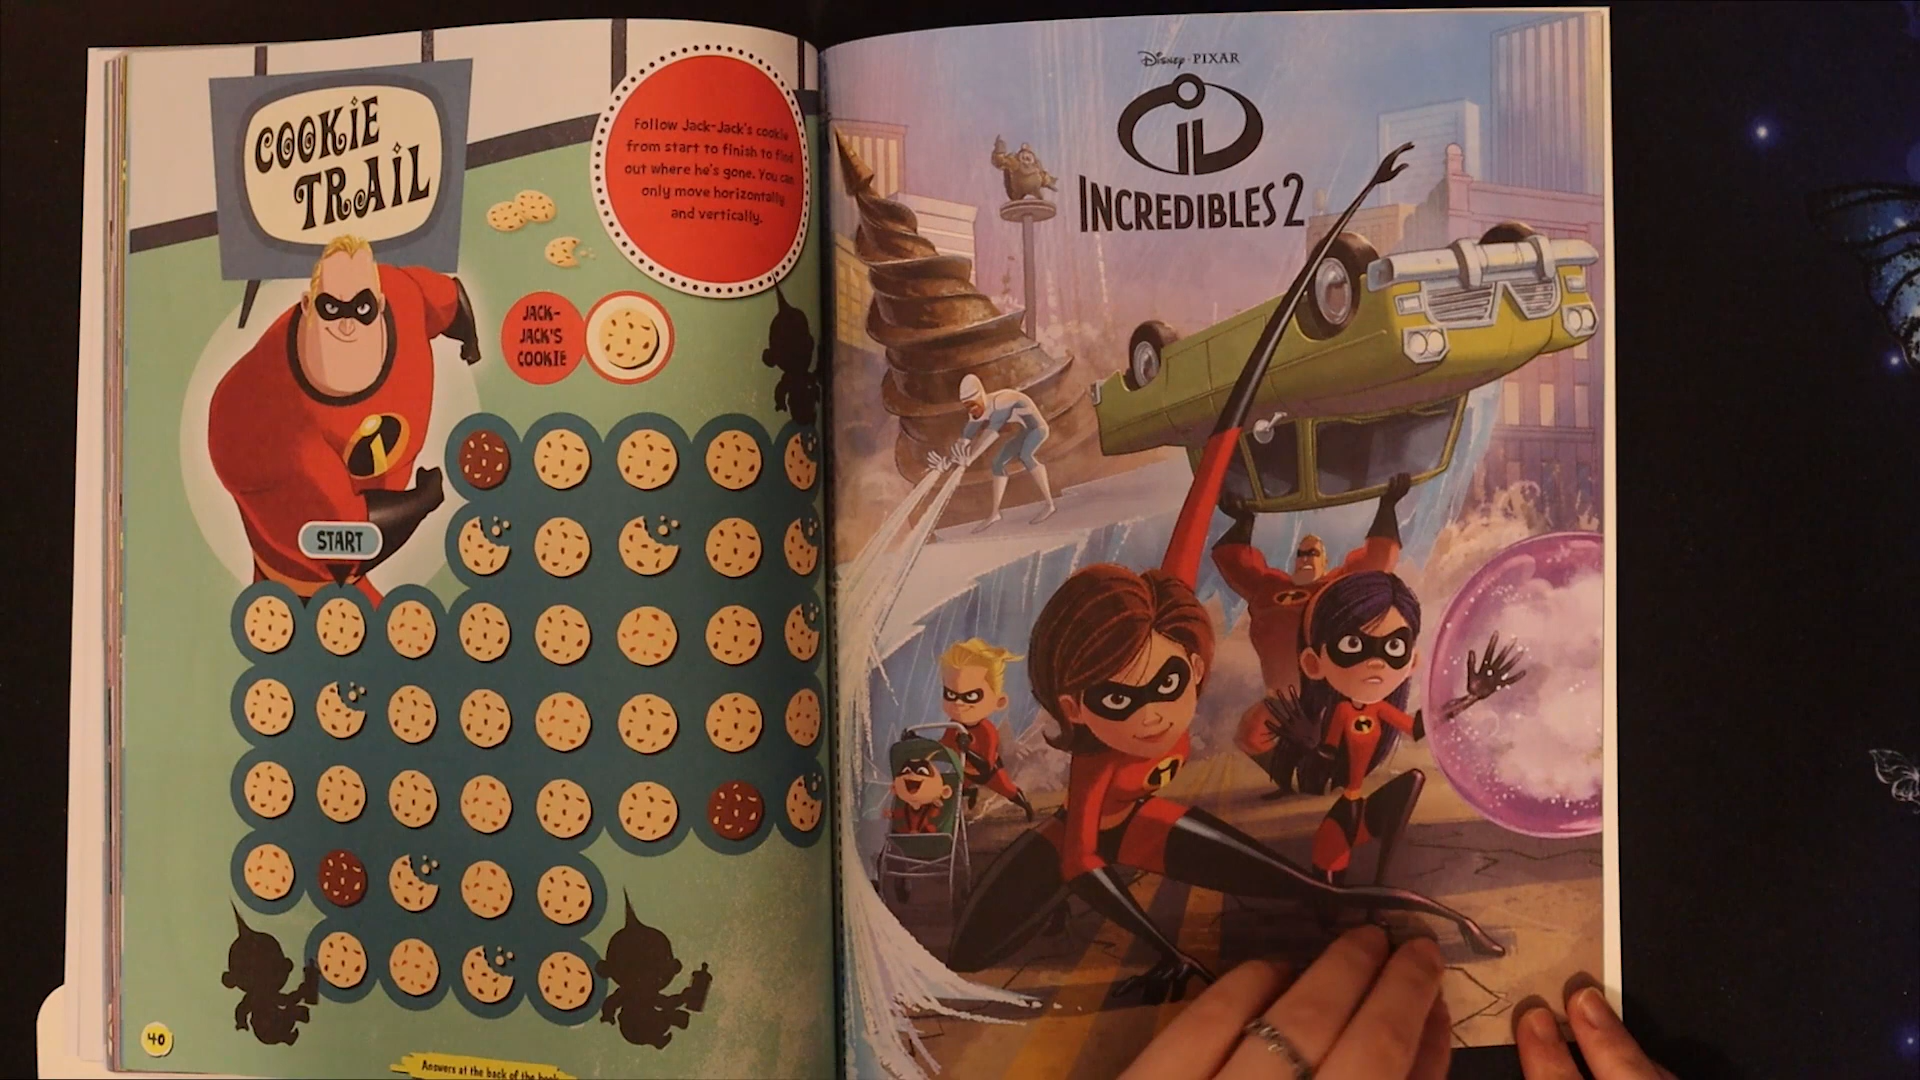 COOKIE
TRAIL
Follow Jack-Jack's cookie
from start to finish to find
out where he's gone. You can
only move horizontally
and vertically.
JACK-
JACK'S
COOKIE
START
40
Answers at the back of the book
Disney · PIXAR
INCREDIBLES 2